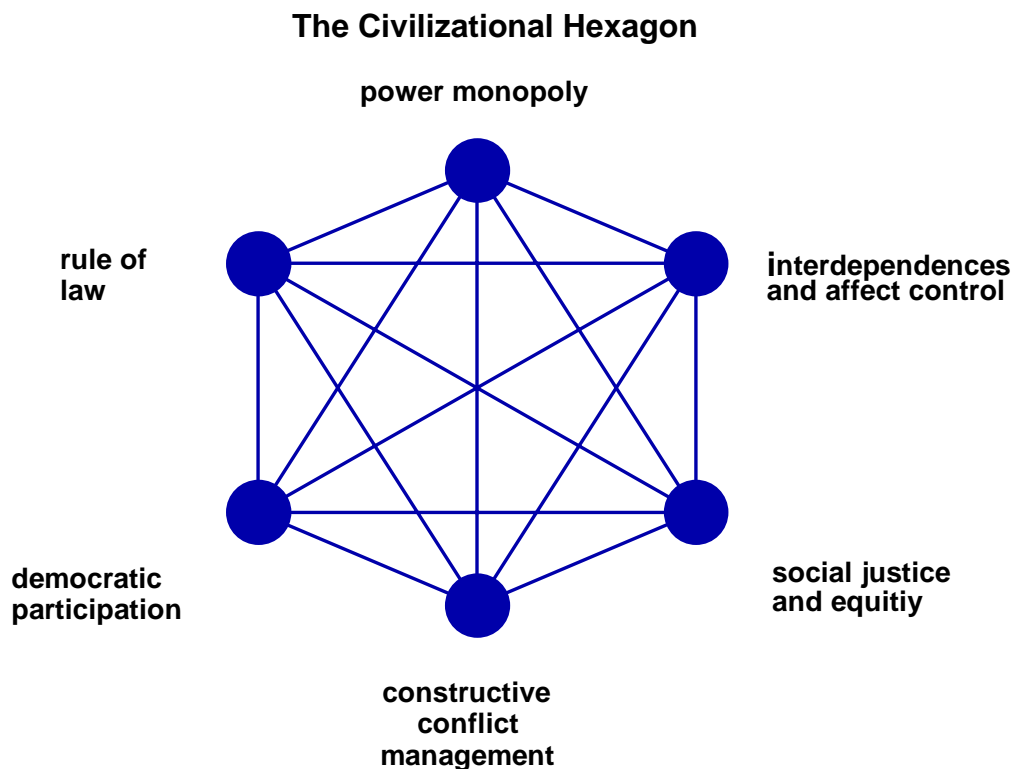 The Civilizational Hexagon
power monopoly
rule of
law
interdependences
and affect control
democratic
participation
social justice
and equitiy
constructive
conflict
management